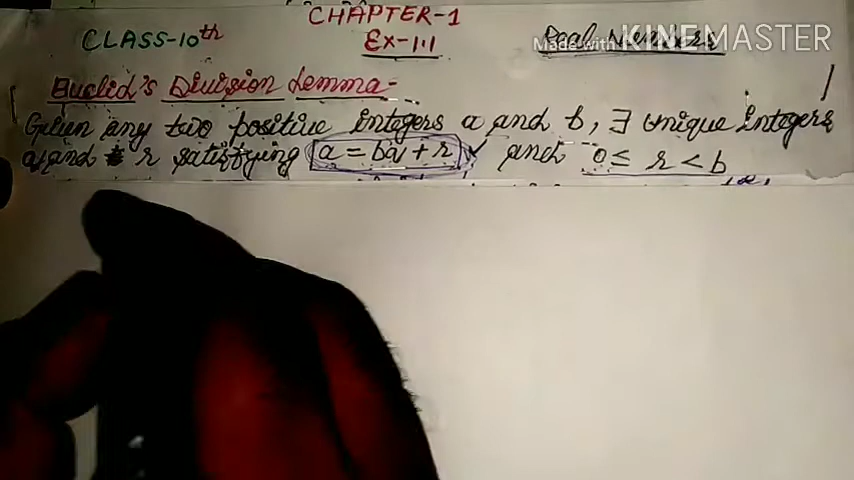 CHAPTER-1
CLASS-10th Ex-1.1 Real Numbers
Made with KINEMASTER
Euclid's Division Lemma-
Given any two positive integers a and b, ∃ unique integers
q and r satisfying a = bq + r and 0 ≤ r < b